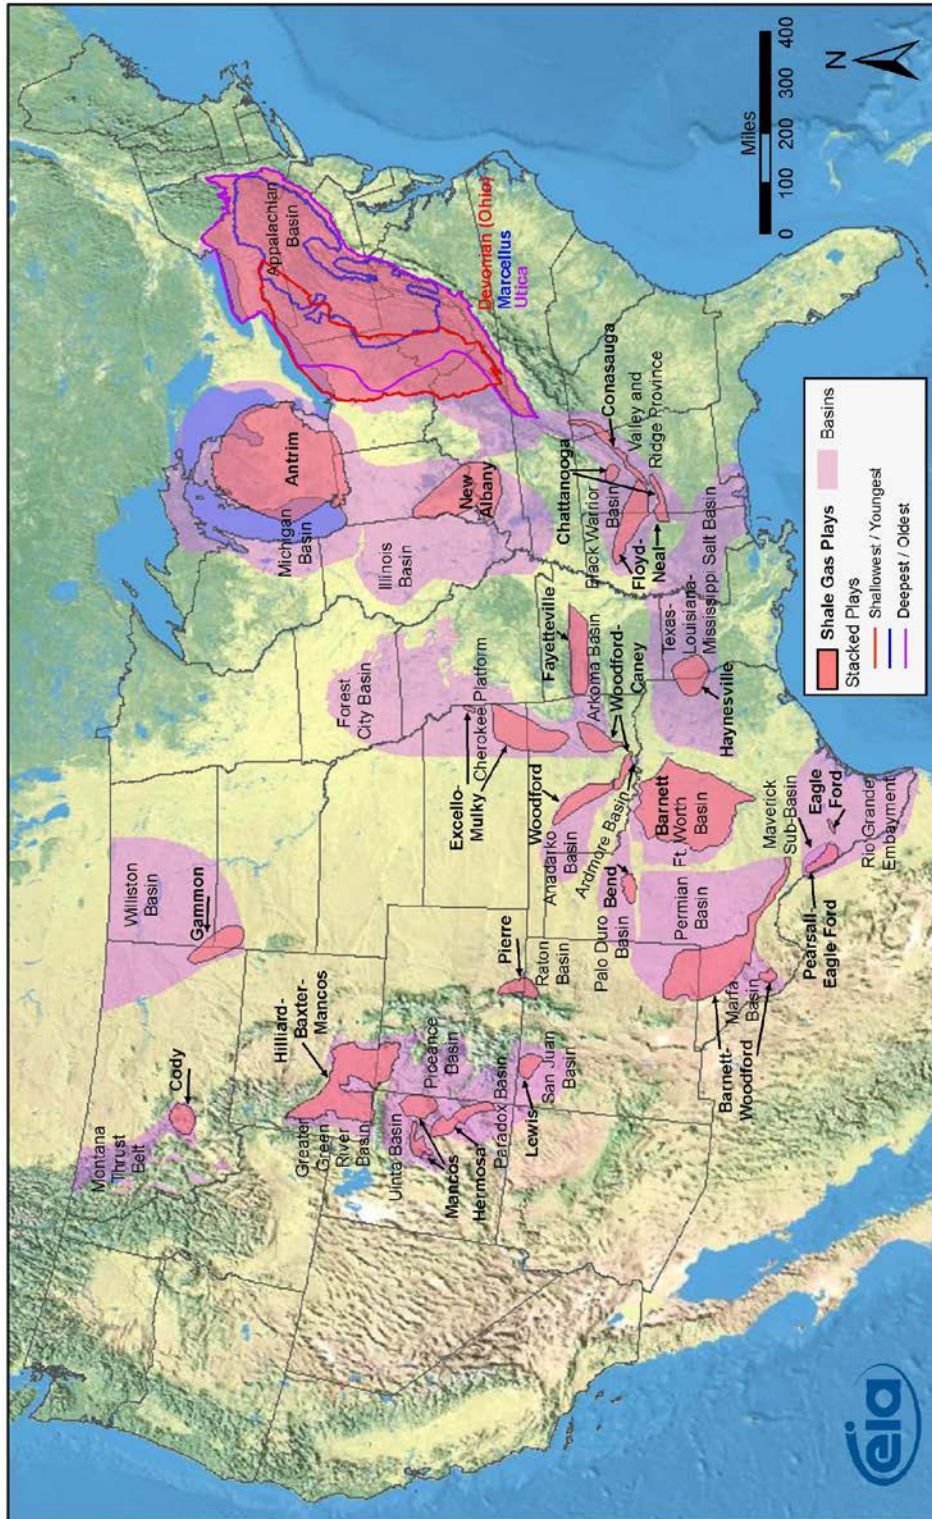 Montana
Thrust
Belt
Cody
Williston
Basin
Gammon
Hilliard-
Baxter-
Mancos
Greater
Green
River
Basin
Uinta Basin
Piceance
Basin
Mancos
Hermosa
Paradox Basin
Lewis
San Juan
Basin
Pierre
Raton
Basin
Palo Duro
Basin
Bend
Anadarko
Basin
Woodford
Ardmore Basin
Forest
City Basin
Excello-
Mulky
Cherokee Platform
Fayetteville
Arkoma Basin
Woodford-
Caney
Michigan
Basin
Antrim
Illinois
Basin
New
Albany
Appalachian
Basin
Devonian (Ohio)
Marcellus
Utica
Chattanooga
Black Warrior
Basin
Floyd-
Neal
Conasauga
Valley and
Ridge Province
Texas-
Louisiana-
Mississippi Salt Basin
Haynesville
Barnett
Ft. Worth
Basin
Permian
Basin
Marfa
Basin
Barnett-
Woodford
Maverick
Sub-Basin
Pearsall-
Eagle Ford
Eagle
Ford
Rio Grande
Embayment
Miles
0 100 200 300 400
N
Shale Gas Plays
Basins
Stacked Plays
Shallowest / Youngest
Deepest / Oldest
eia